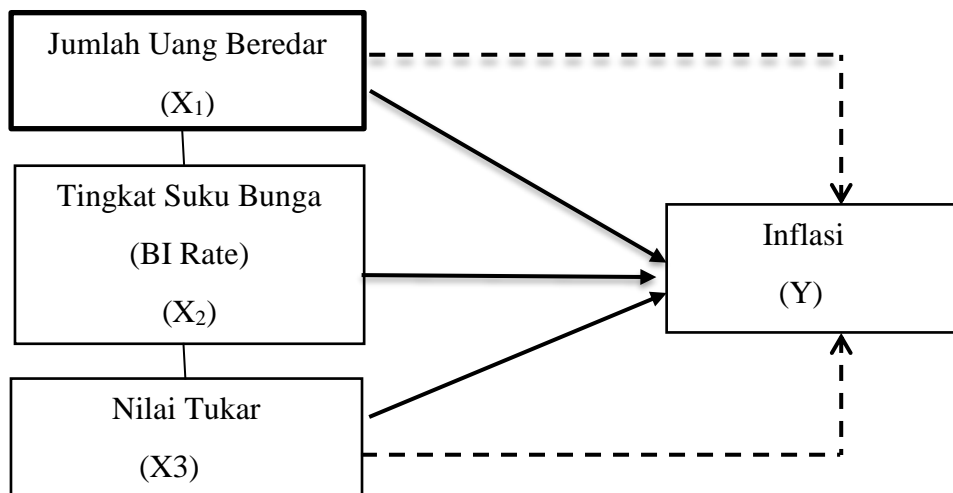 Jumlah Uang Beredar
(X₁)
Tingkat Suku Bunga
(BI Rate)
(X₂)
Nilai Tukar
(X3)
Inflasi
(Y)